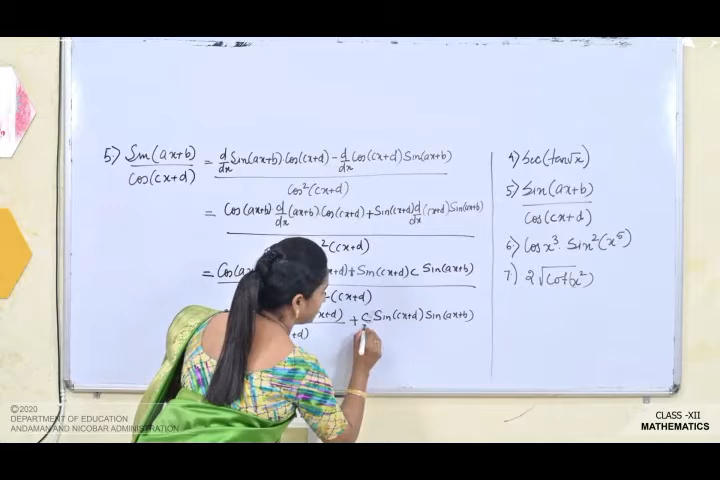 5) Sin(ax+b) / Cos(cx+d) = d/dx Sin(ax+b) Cos(cx+d) - d/dx Cos(cx+d) Sin(ax+b) / Cos²(cx+d)
= Cos(ax+b) d/dx (ax+b) Cos(cx+d) + Sin(cx+d) d/dx (cx+d) Sin(ax+b) / ²(cx+d)
= Cos(a x+d) + Sin(cx+d) c Sin(ax+b) / (cx+d)
x+d) / +d) + c Sin(cx+d) Sin(ax+b)
4) Sec(tan√x)
5) Sin(ax+b) / Cos(cx+d)
6) Cos x³ . Sin²(x⁵)
7) 2√Cot(x²)
©2020
DEPARTMENT OF EDUCATION
ANDAMAN AND NICOBAR ADMINISTRATION
CLASS -XII
MATHEMATICS